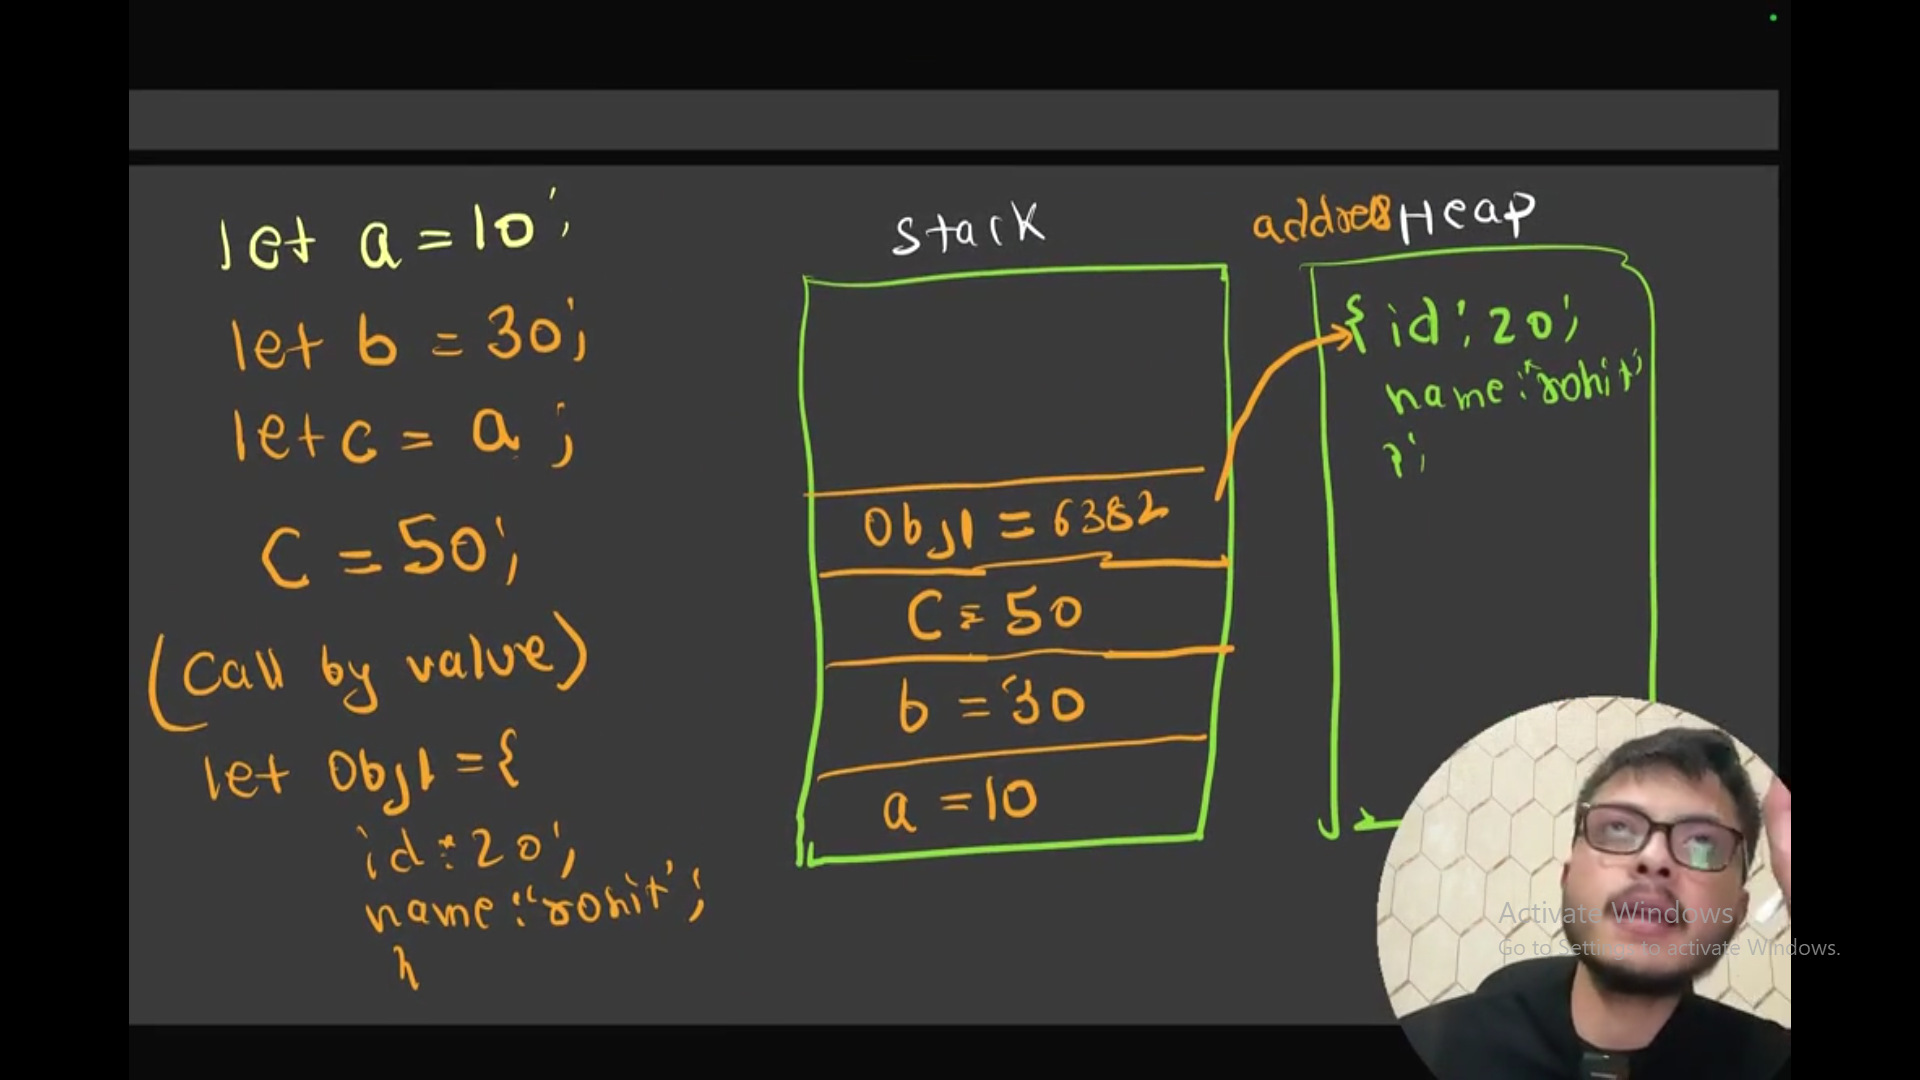 let a = 10;
let b = 30;
let c = a;
C = 50;
(Call by value)
let Obj1 = {
id: 20;
name: "rohit";
}
Stack
Obj1 = 6382
C = 50
b = 30
a = 10
address Heap
{ id: 20;
name: "rohit"
};
Activate Windows
Go to Settings to activate Windows.